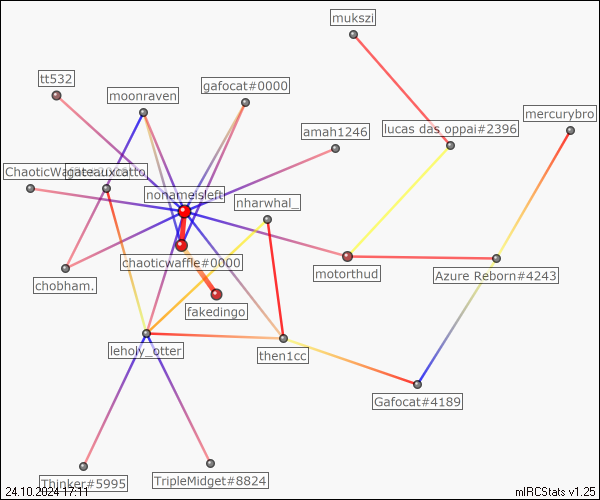 mukszi
tt532
gafocat#0000
moonraven
mercurybro
amah1246
lucas das oppai#2396
gateauxcatto
nonameisleft
nharwhal_
chaoticwaffle#0000
motorthud
Azure Reborn#4243
chobham.
fakedingo
leholy_otter
then1cc
Gafocat#4189
Thinker#5995
TripleMidget#8824
24.10.2024 17:11
mIRCStats v1.25